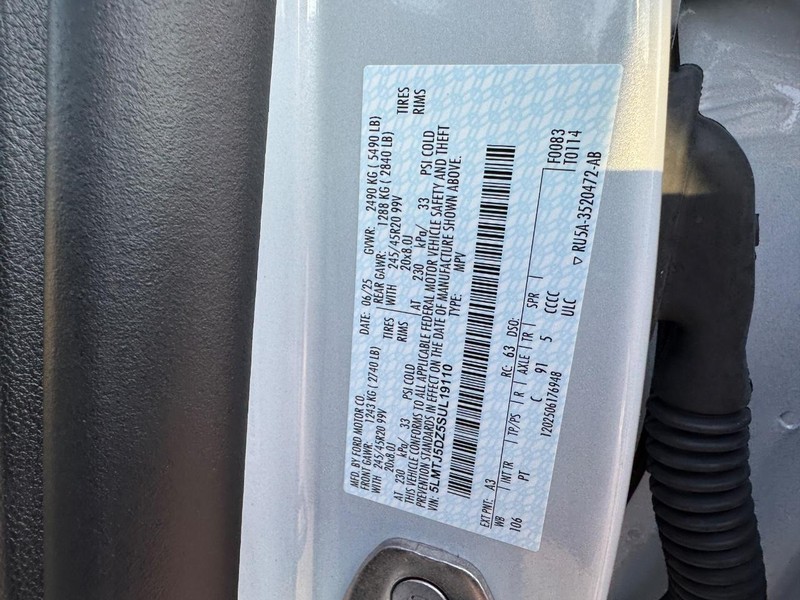 MFD. BY FORD MOTOR CO.
DATE: 06/25 GVWR: 2490 KG ( 5490 LB)
FRONT GAWR: 1243 KG ( 2740 LB) REAR GAWR: 1288 KG ( 2840 LB)
WITH 245/45R20 99V TIRES WITH 245/45R20 99V TIRES
20x8.0J RIMS 20x8.0J RIMS
AT 230 kPa/ 33 PSI COLD AT 230 kPa/ 33 PSI COLD
THIS VEHICLE CONFORMS TO ALL APPLICABLE FEDERAL MOTOR VEHICLE SAFETY AND THEFT
PREVENTION STANDARDS IN EFFECT ON THE DATE OF MANUFACTURE SHOWN ABOVE.
VIN: 5LMTJ5DZ5SUL19110 TYPE: MPV
EXT PNT: A3 RC: 63 DSO: F0083
WB INT TR TP/PS R AXLE TR SPR T0114
106 PT C 91 5 CCCC
120250617694B ULC
▽ RU5A-3520472-AB